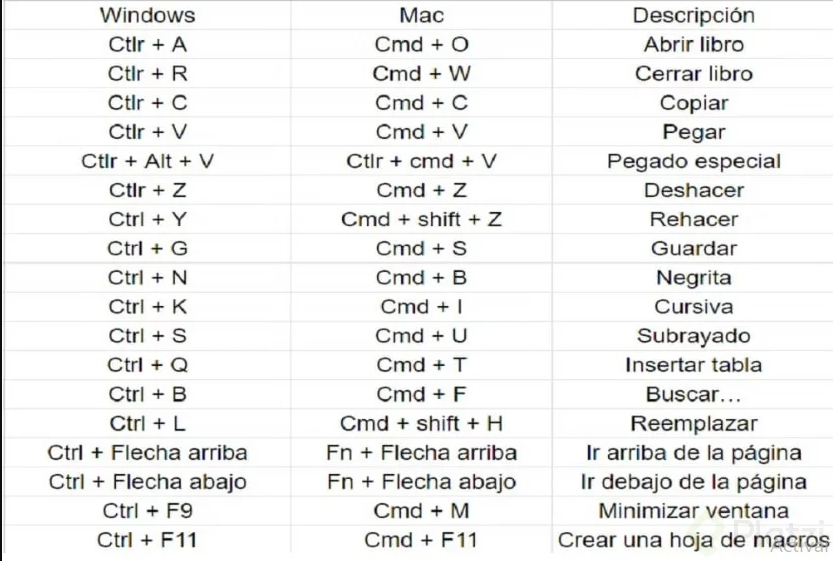 Windows Mac Descripción
Ctlr + A Cmd + O Abrir libro
Ctlr + R Cmd + W Cerrar libro
Ctlr + C Cmd + C Copiar
Ctlr + V Cmd + V Pegar
Ctlr + Alt + V Ctlr + cmd + V Pegado especial
Ctlr + Z Cmd + Z Deshacer
Ctrl + Y Cmd + shift + Z Rehacer
Ctrl + G Cmd + S Guardar
Ctrl + N Cmd + B Negrita
Ctrl + K Cmd + I Cursiva
Ctrl + S Cmd + U Subrayado
Ctrl + Q Cmd + T Insertar tabla
Ctrl + B Cmd + F Buscar...
Ctrl + L Cmd + shift + H Reemplazar
Ctrl + Flecha arriba Fn + Flecha arriba Ir arriba de la página
Ctrl + Flecha abajo Fn + Flecha abajo Ir debajo de la página
Ctrl + F9 Cmd + M Minimizar ventana
Ctrl + F11 Cmd + F11 Crear una hoja de macros
Platzi
Activar